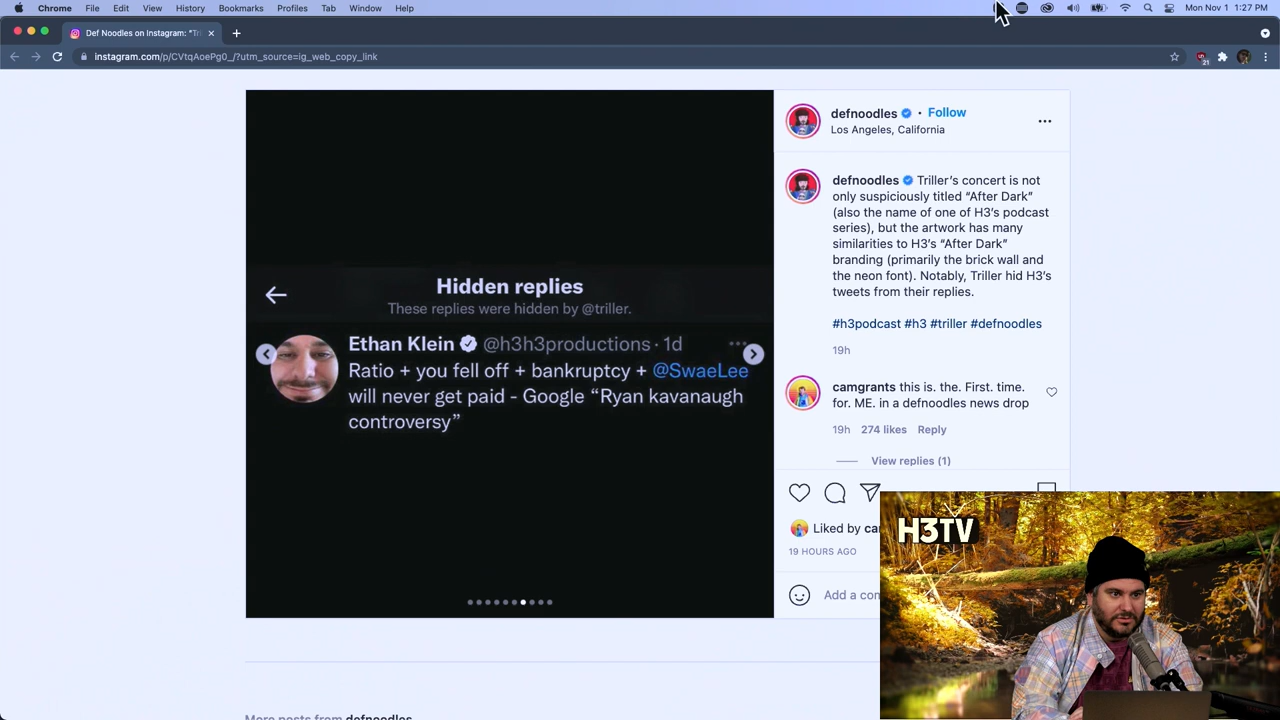 Chrome File Edit View History Bookmarks Profiles Tab Window Help Mon Nov 1 1:27 PM
Def Noodles on Instagram: "Tri
instagram.com/p/CVtqAoePg0_/?utm_source=ig_web_copy_link
21
Hidden replies
These replies were hidden by @triller.
Ethan Klein @h3h3productions · 1d
Ratio + you fell off + bankruptcy + @SwaeLee
will never get paid - Google “Ryan kavanaugh
controversy”
defnoodles • Follow
Los Angeles, California
defnoodles Triller’s concert is not
only suspiciously titled “After Dark”
(also the name of one of H3’s podcast
series), but the artwork has many
similarities to H3’s “After Dark”
branding (primarily the brick wall and
the neon font). Notably, Triller hid H3’s
tweets from their replies.
#h3podcast #h3 #triller #defnoodles
19h
camgrants this is. the. First. time.
for. ME. in a defnoodles news drop
19h 274 likes Reply
View replies (1)
Liked by ca
19 HOURS AGO
Add a con
H3TV
More posts from defnoodles